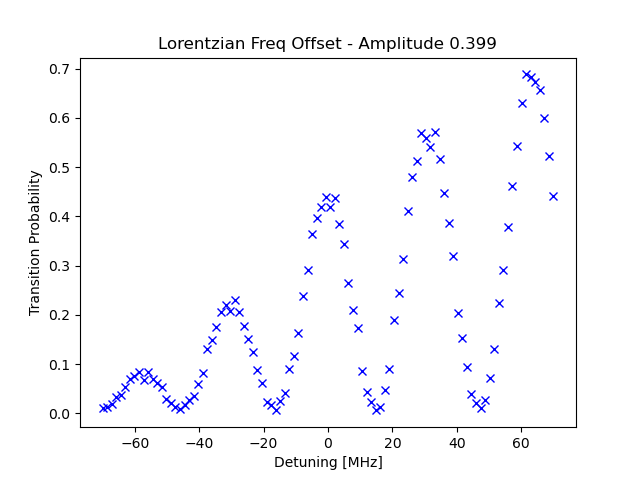 Lorentzian Freq Offset - Amplitude 0.399
0.7
0.6
0.5
0.4
0.3
0.2
0.1
0.0
Transition Probability
−60 −40 −20 0 20 40 60
Detuning [MHz]